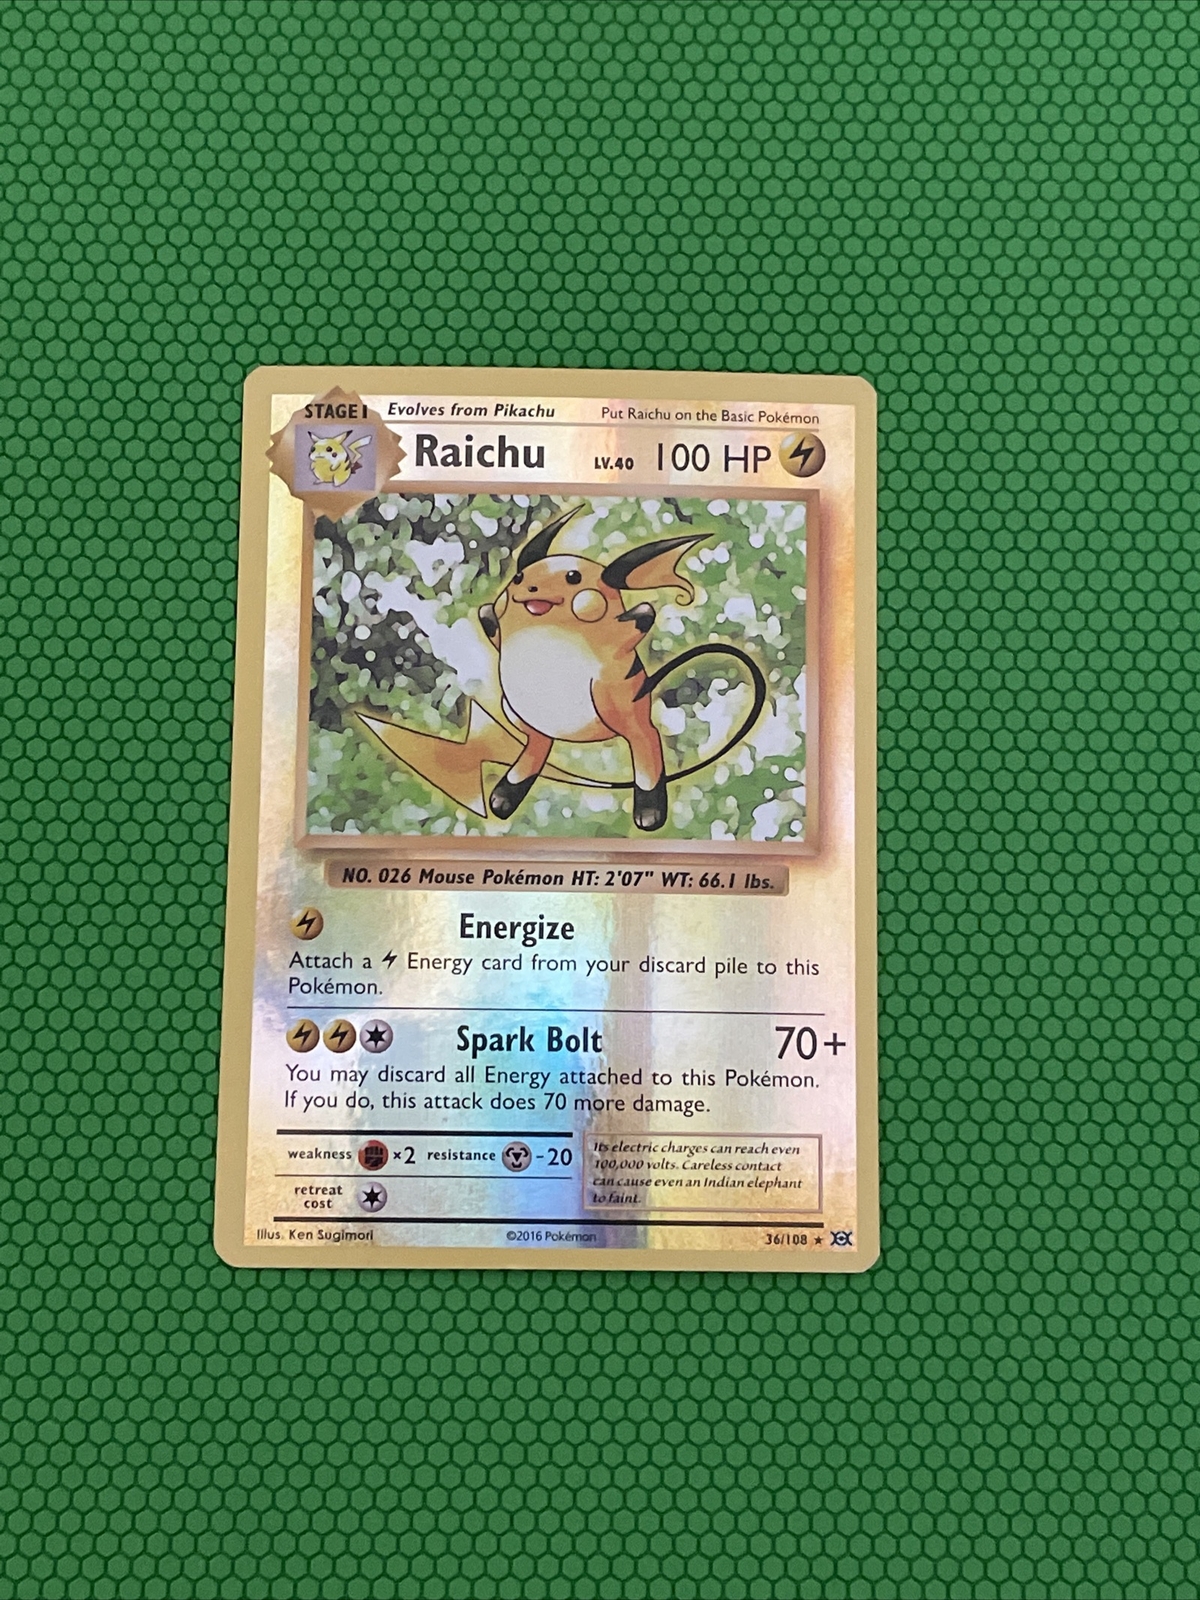 STAGE 1 Evolves from Pikachu Put Raichu on the Basic Pokémon
Raichu LV.40 100 HP
NO. 026 Mouse Pokémon HT: 2'07" WT: 66.1 lbs.
Energize
Attach a Energy card from your discard pile to this
Pokémon.
Spark Bolt 70+
You may discard all Energy attached to this Pokémon.
If you do, this attack does 70 more damage.
weakness ×2 resistance -20
retreat
cost
Its electric charges can reach even
100,000 volts. Careless contact
can cause even an Indian elephant
to faint.
Illus. Ken Sugimori ©2016 Pokémon 36/108 ★